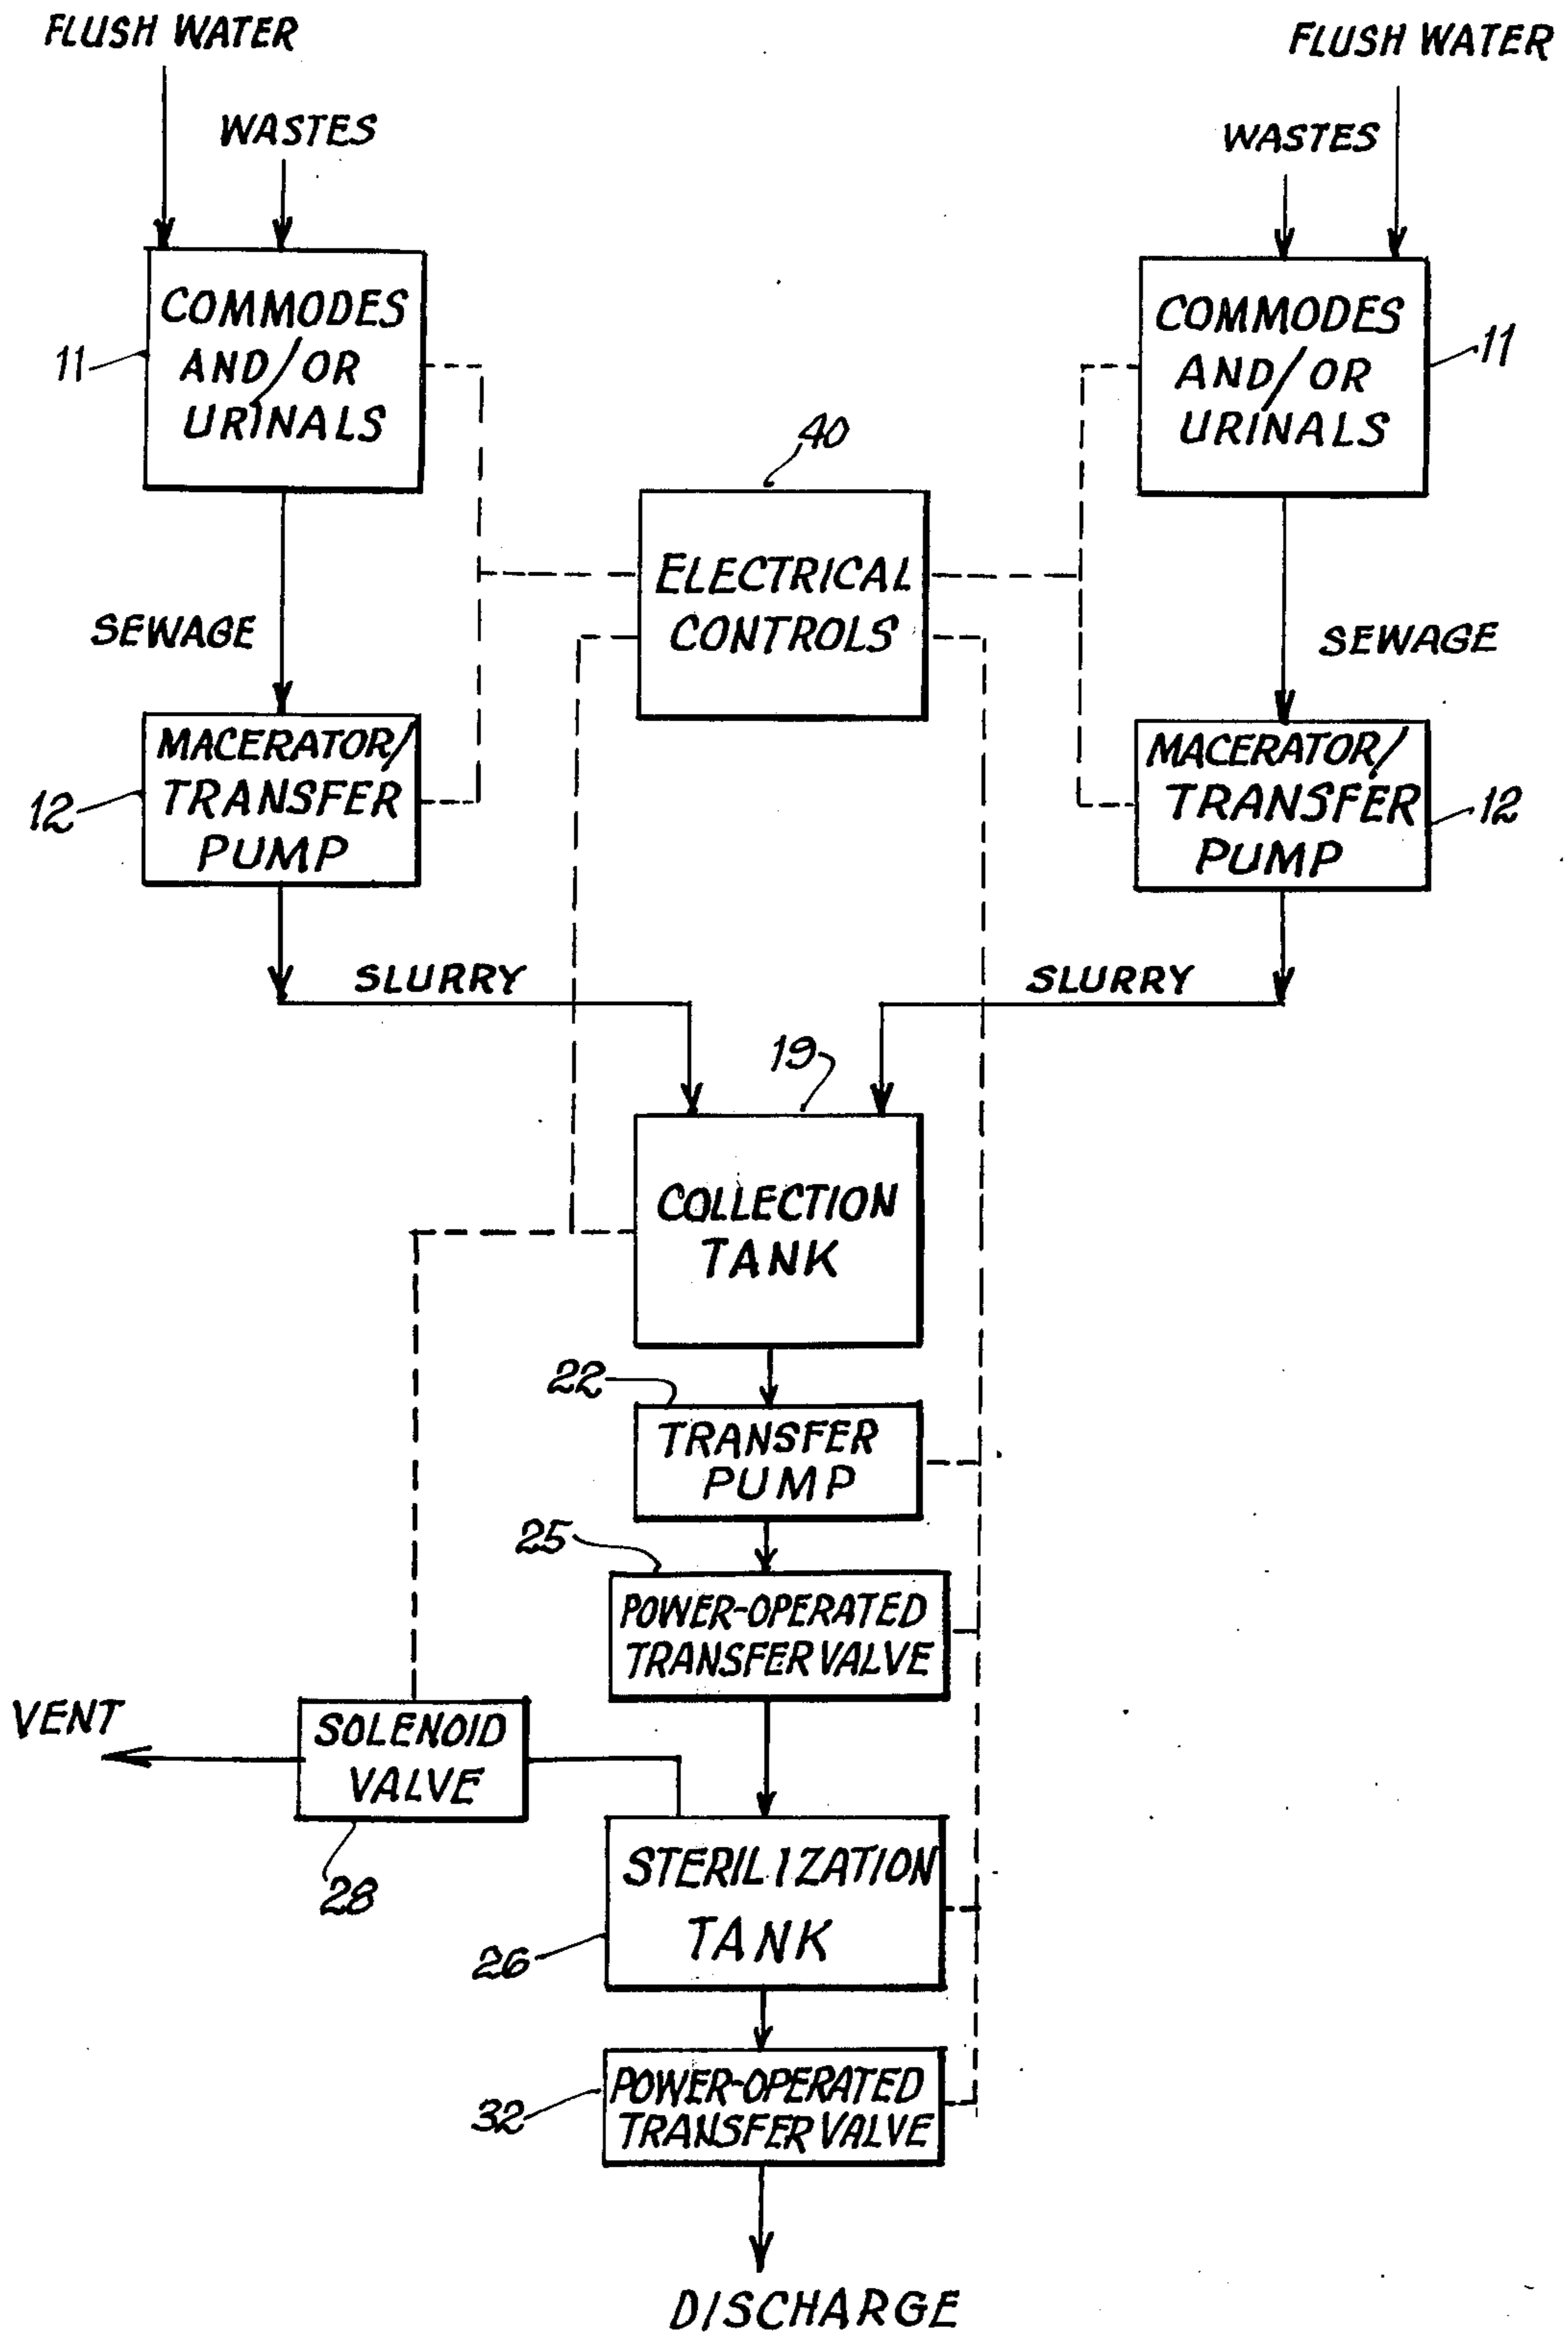 FLUSH WATER
FLUSH WATER
WASTES
WASTES
COMMODES
AND/OR
URINALS
11
COMMODES
AND/OR
URINALS
11
40
ELECTRICAL
CONTROLS
SEWAGE
SEWAGE
MACERATOR/
TRANSFER
PUMP
12
MACERATOR/
TRANSFER
PUMP
12
SLURRY
SLURRY
19
COLLECTION
TANK
22
TRANSFER
PUMP
25
POWER-OPERATED
TRANSFER VALVE
VENT
SOLENOID
VALVE
28
STERILIZATION
TANK
26
POWER-OPERATED
TRANSFER VALVE
32
DISCHARGE